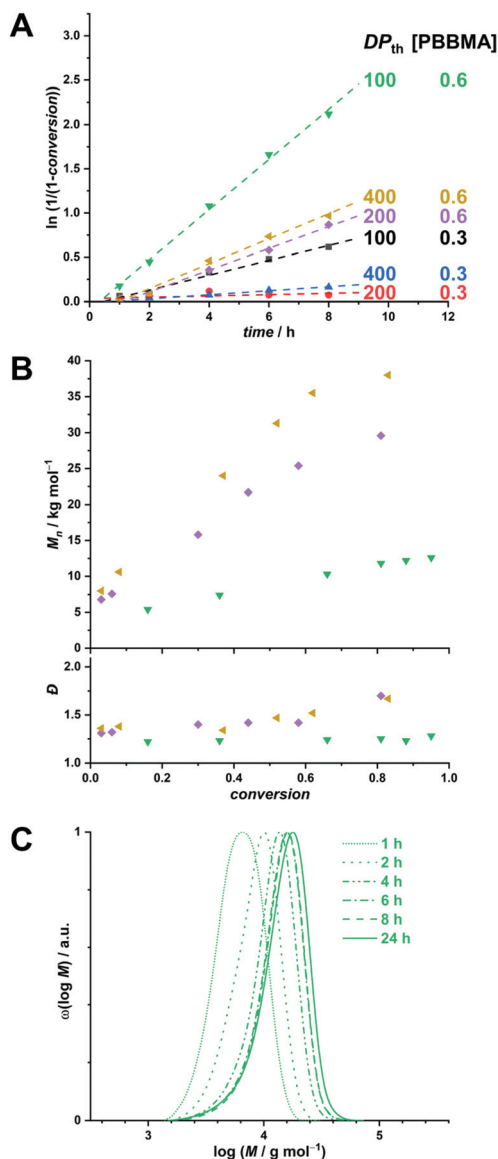 A
DP_th [PBBMA]
3.0
2.5
2.0
1.5
1.0
0.5
0.0
ln (1/(1-conversion))
100 0.6
400 0.6
200 0.6
100 0.3
400 0.3
200 0.3
0 2 4 6 8 10 12
time / h
B
40
35
30
25
20
15
10
5
0
M_n / kg mol⁻¹
2.0
1.5
1.0
Đ
0.0 0.2 0.4 0.6 0.8 1.0
conversion
C
1
0
ω(log M) / a.u.
1 h
2 h
4 h
6 h
8 h
24 h
3 4 5
log (M / g mol⁻¹)